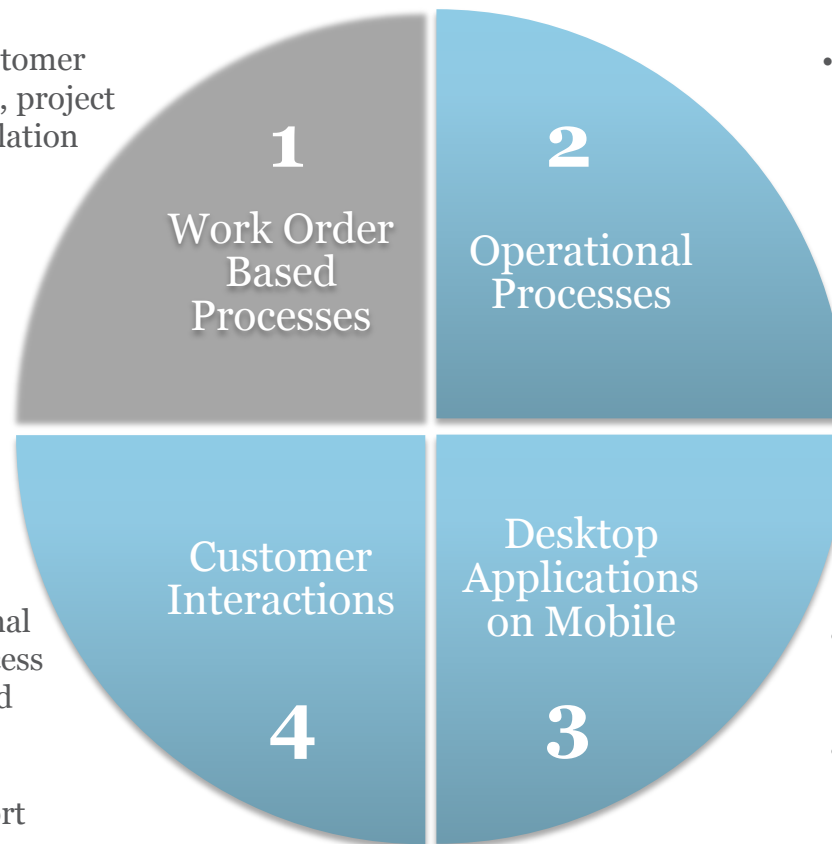 tomer
, project
lation
1
Work Order
Based
Processes
2
Operational
Processes
•
Customer
Interactions
4
Desktop
Applications
on Mobile
3
nal
ess
d
ort